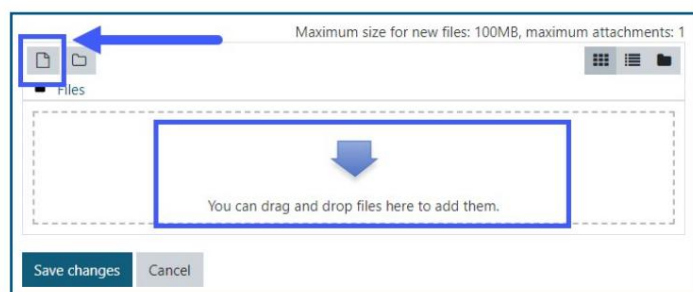 Maximum size for new files: 100MB, maximum attachments: 1
Files
You can drag and drop files here to add them.
Save changes Cancel